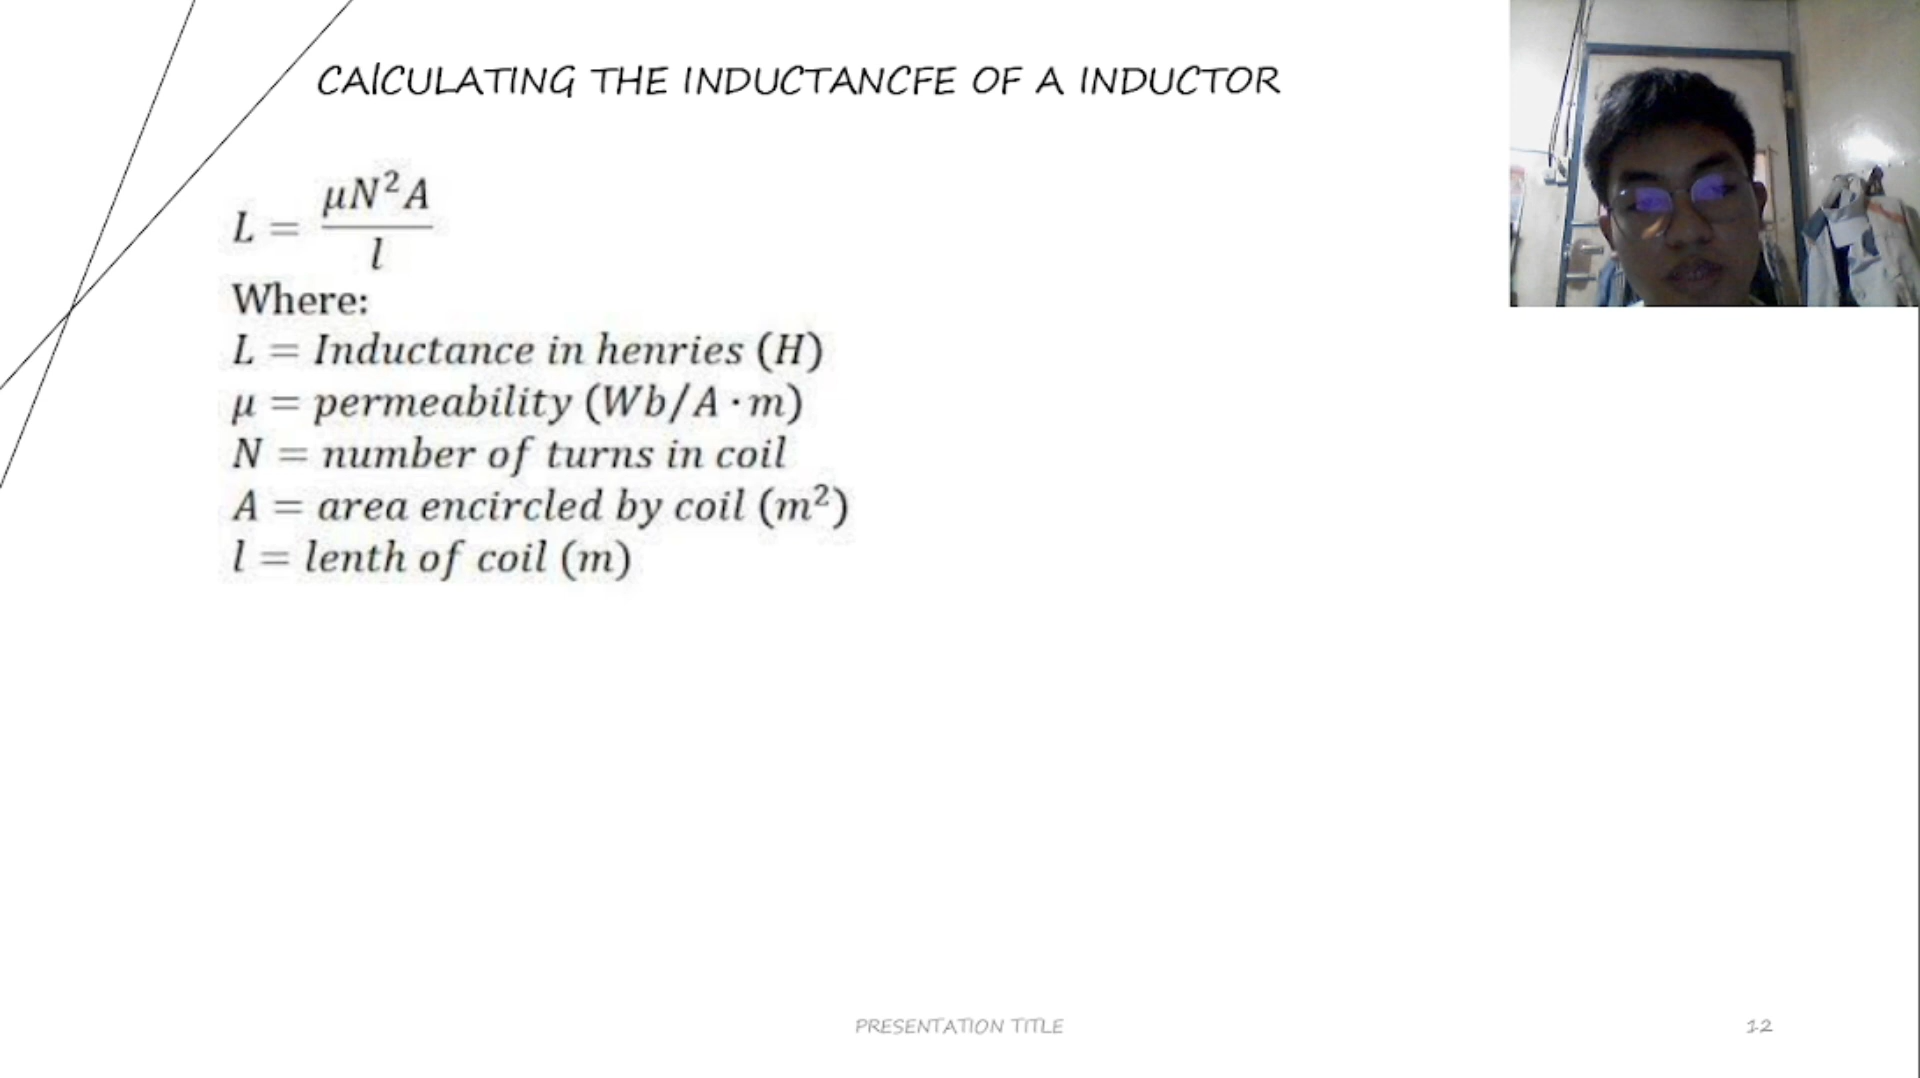 CAlCULATING THE INDUCTANCFE OF A INDUCTOR
L = μN²A / l
Where:
L = Inductance in henries (H)
μ = permeability (Wb/A · m)
N = number of turns in coil
A = area encircled by coil (m²)
l = lenth of coil (m)
PRESENTATION TITLE
12